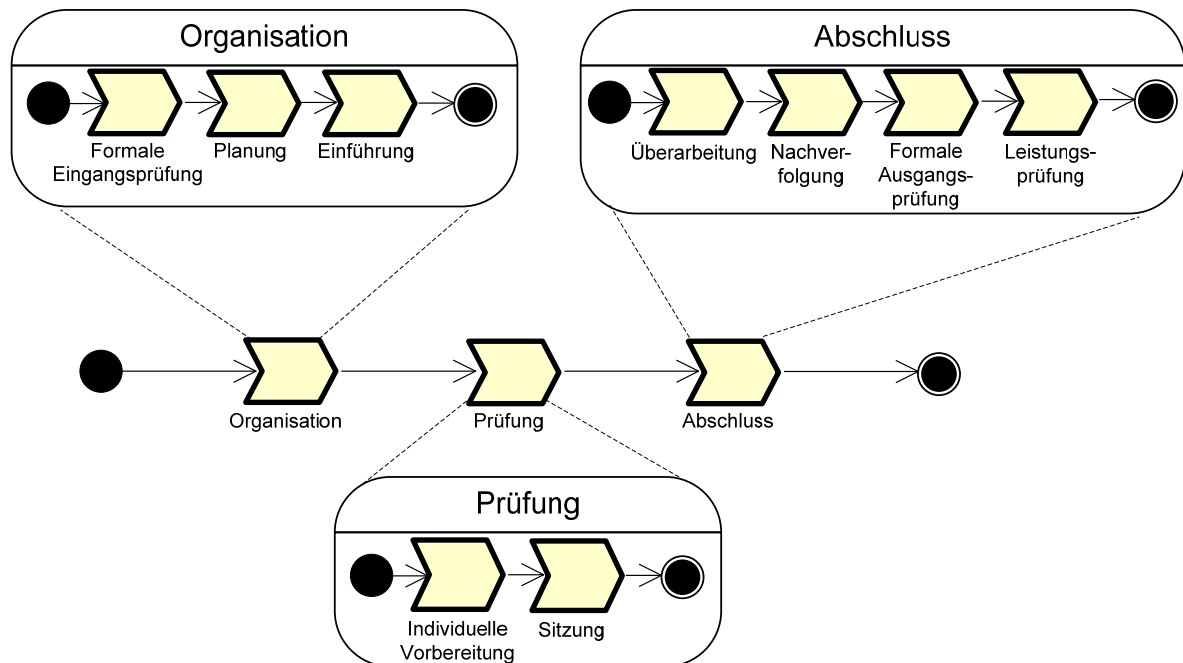 Organisation
Formale
Eingangsprüfung
Planung
Einführung
Abschluss
Überarbeitung
Nachver-
folgung
Formale
Ausgangs-
prüfung
Leistungs-
prüfung
Organisation
Prüfung
Abschluss
Prüfung
Individuelle
Vorbereitung
Sitzung